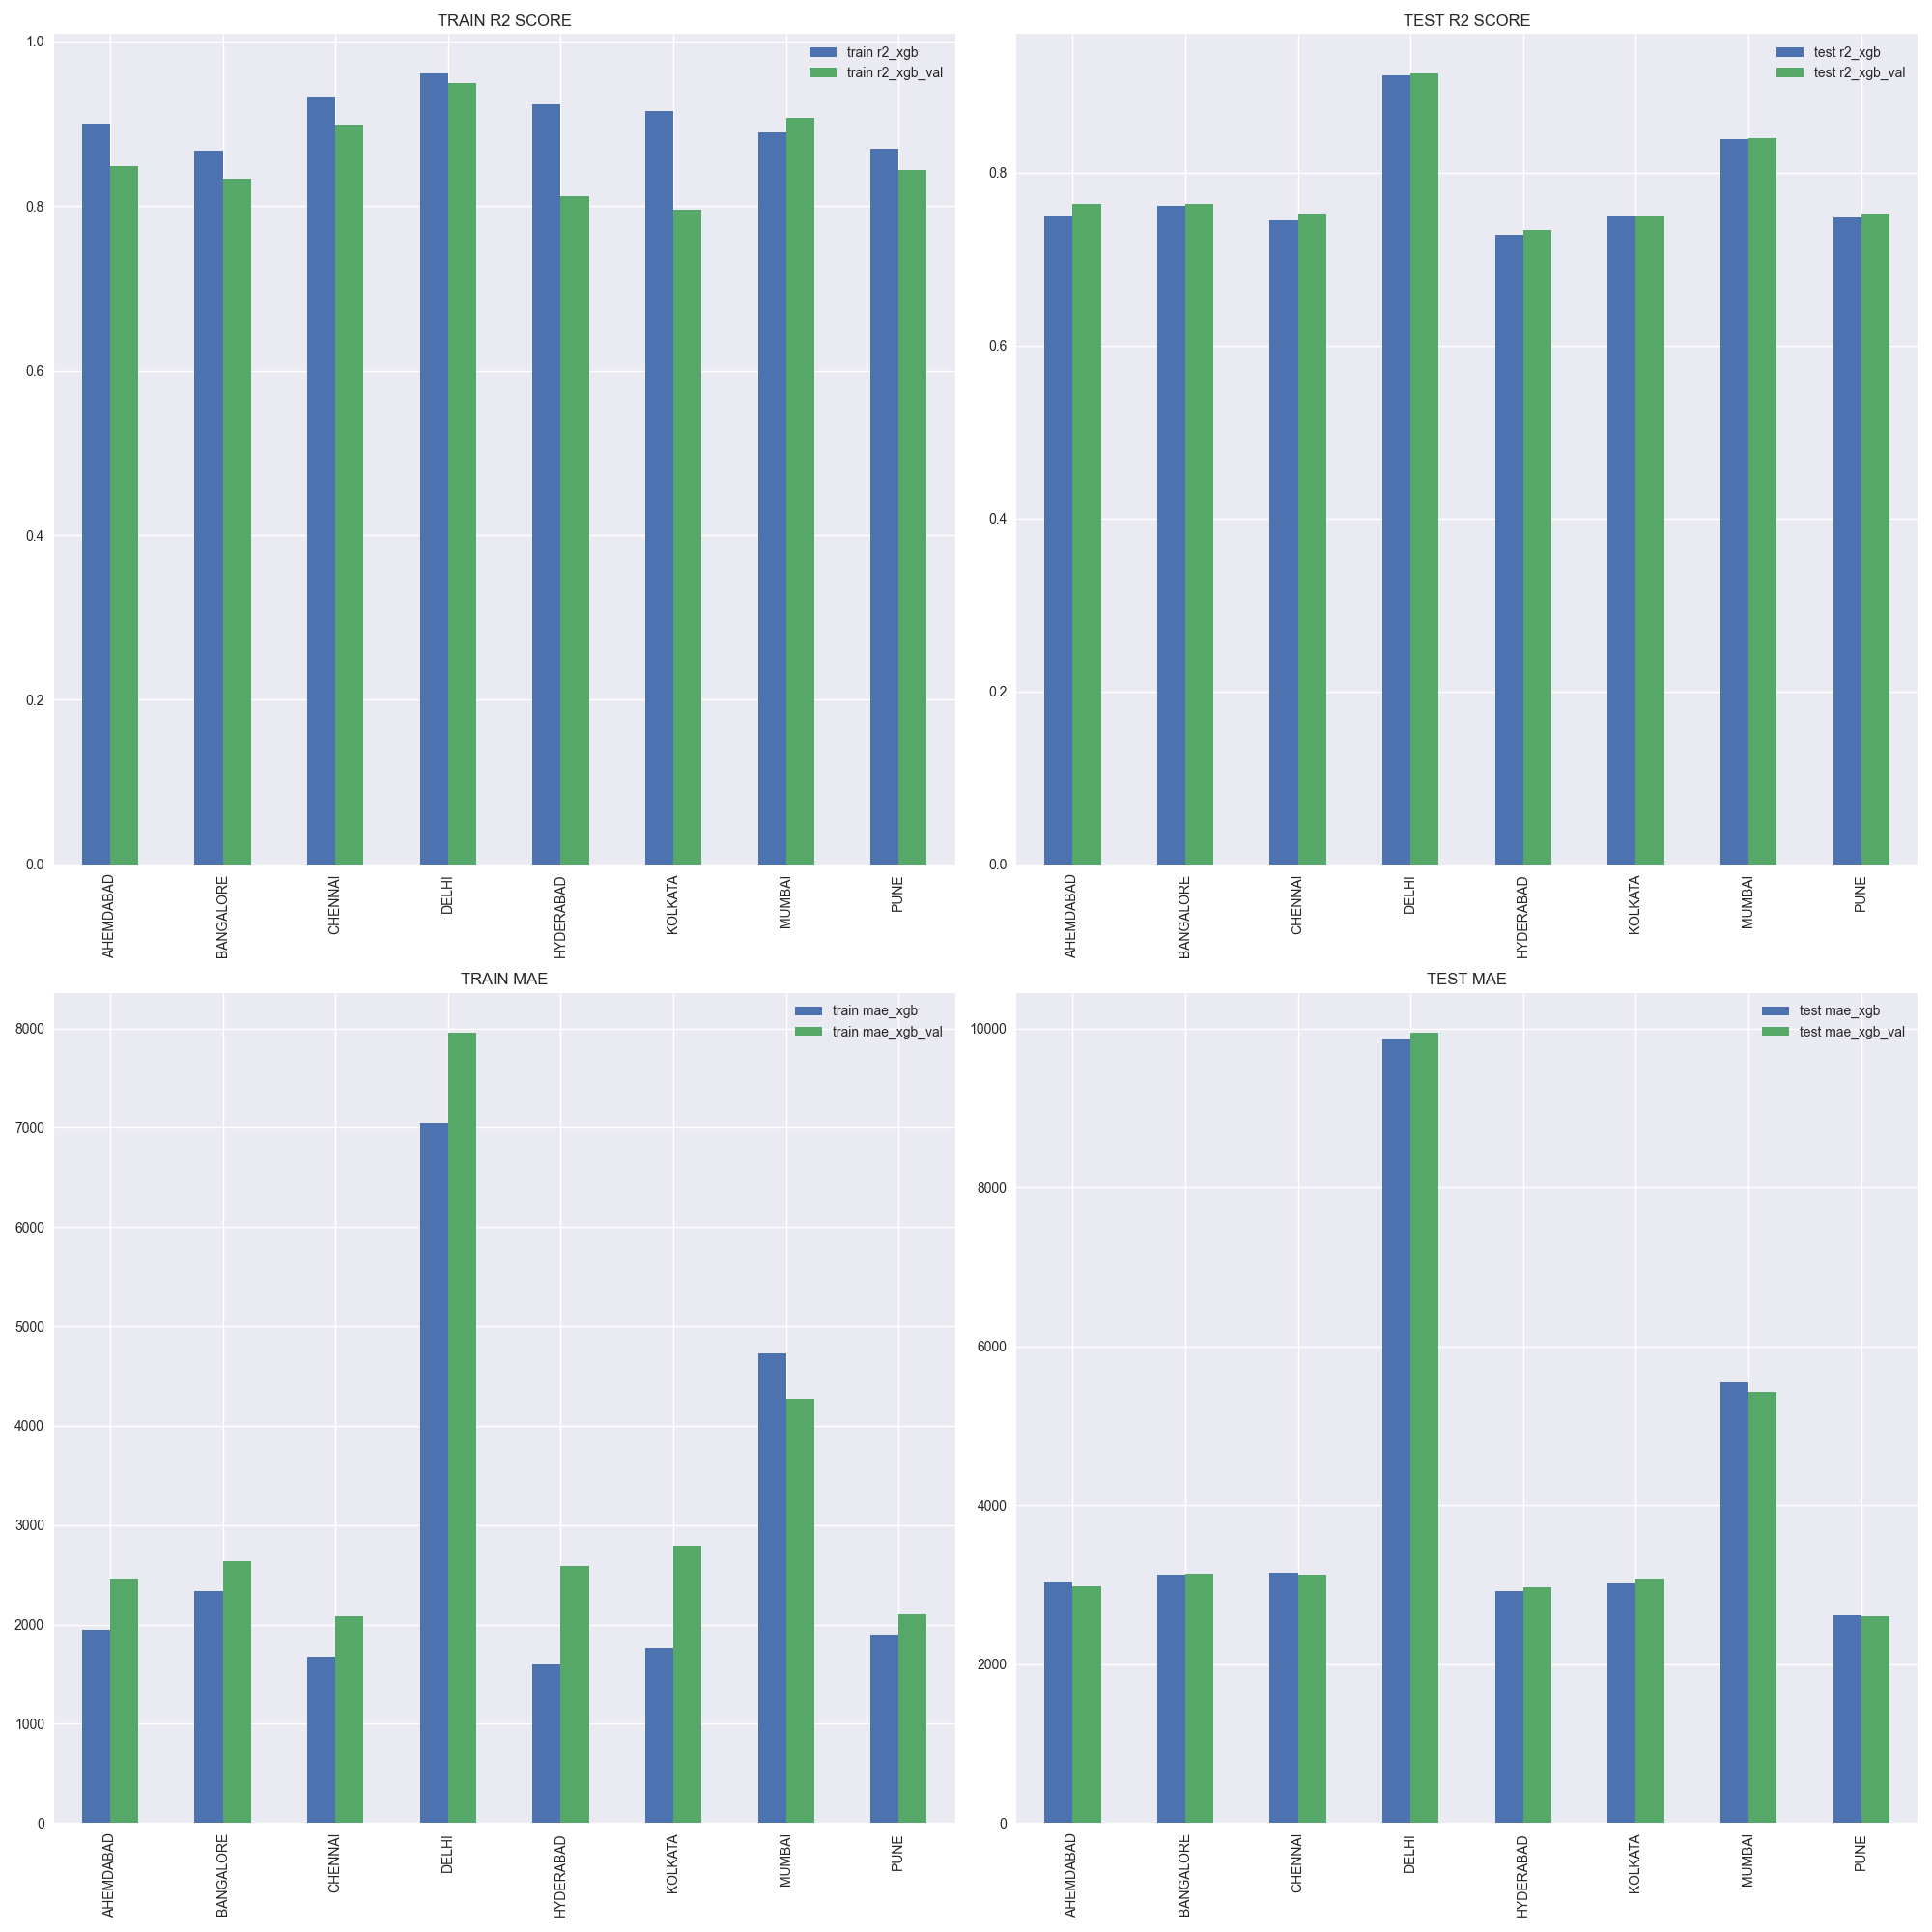 TRAIN R2 SCORE
train r2_xgb
train r2_xgb_val
1.0
0.8
0.6
0.4
0.2
0.0
AHEMDABAD
BANGALORE
CHENNAI
DELHI
HYDERABAD
KOLKATA
MUMBAI
PUNE
TEST R2 SCORE
test r2_xgb
test r2_xgb_val
0.8
0.6
0.4
0.2
0.0
AHEMDABAD
BANGALORE
CHENNAI
DELHI
HYDERABAD
KOLKATA
MUMBAI
PUNE
TRAIN MAE
train mae_xgb
train mae_xgb_val
8000
7000
6000
5000
4000
3000
2000
1000
0
AHEMDABAD
BANGALORE
CHENNAI
DELHI
HYDERABAD
KOLKATA
MUMBAI
PUNE
TEST MAE
test mae_xgb
test mae_xgb_val
10000
8000
6000
4000
2000
0
AHEMDABAD
BANGALORE
CHENNAI
DELHI
HYDERABAD
KOLKATA
MUMBAI
PUNE